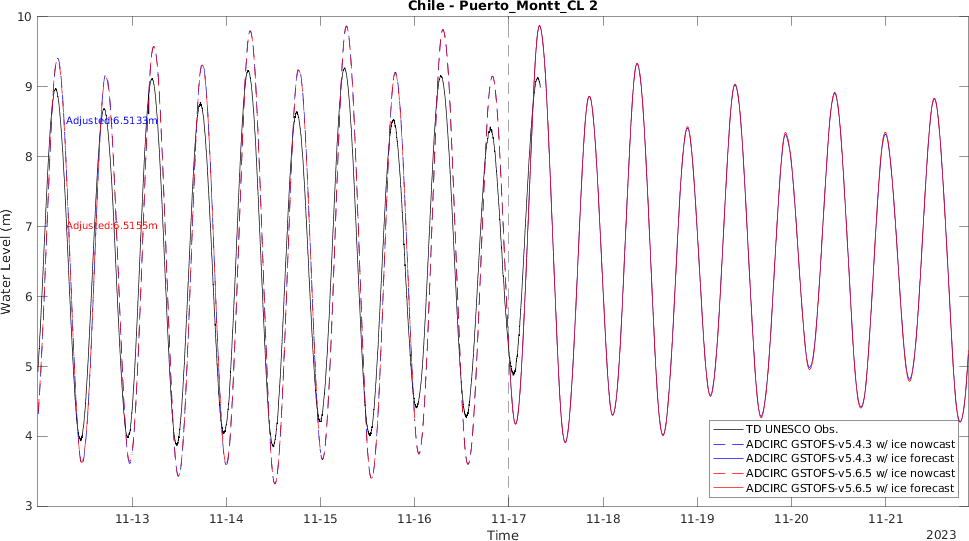 Chile - Puerto_Montt_CL 2
10
9
8
7
6
5
4
3
Water Level (m)
Adjusted:6.5133m
Adjusted:6.5155m
TD UNESCO Obs.
ADCIRC GSTOFS-v5.4.3 w/ ice nowcast
ADCIRC GSTOFS-v5.4.3 w/ ice forecast
ADCIRC GSTOFS-v5.6.5 w/ ice nowcast
ADCIRC GSTOFS-v5.6.5 w/ ice forecast
11-13 11-14 11-15 11-16 11-17 11-18 11-19 11-20 11-21
Time
2023